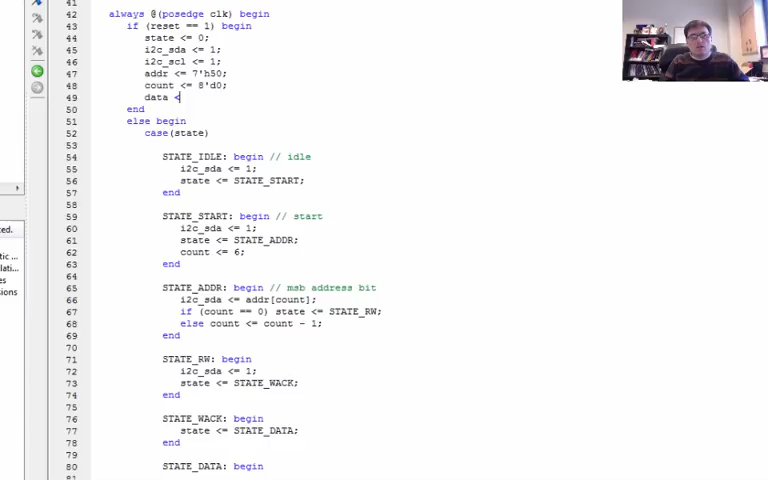 41
42 always @(posedge clk) begin
43 if (reset == 1) begin
44 state <= 0;
45 i2c_sda <= 1;
46 i2c_scl <= 1;
47 addr <= 7'h50;
48 count <= 8'd0;
49 data <
50 end
51 else begin
52 case(state)
53
54 STATE_IDLE: begin // idle
55 i2c_sda <= 1;
56 state <= STATE_START;
57 end
58
59 STATE_START: begin // start
60 i2c_sda <= 1;
61 state <= STATE_ADDR;
62 count <= 6;
63 end
64
65 STATE_ADDR: begin // msb address bit
66 i2c_sda <= addr[count];
67 if (count == 0) state <= STATE_RW;
68 else count <= count - 1;
69 end
70
71 STATE_RW: begin
72 i2c_sda <= 1;
73 state <= STATE_WACK;
74 end
75
76 STATE_WACK: begin
77 state <= STATE_DATA;
78 end
79
80 STATE_DATA: begin
81